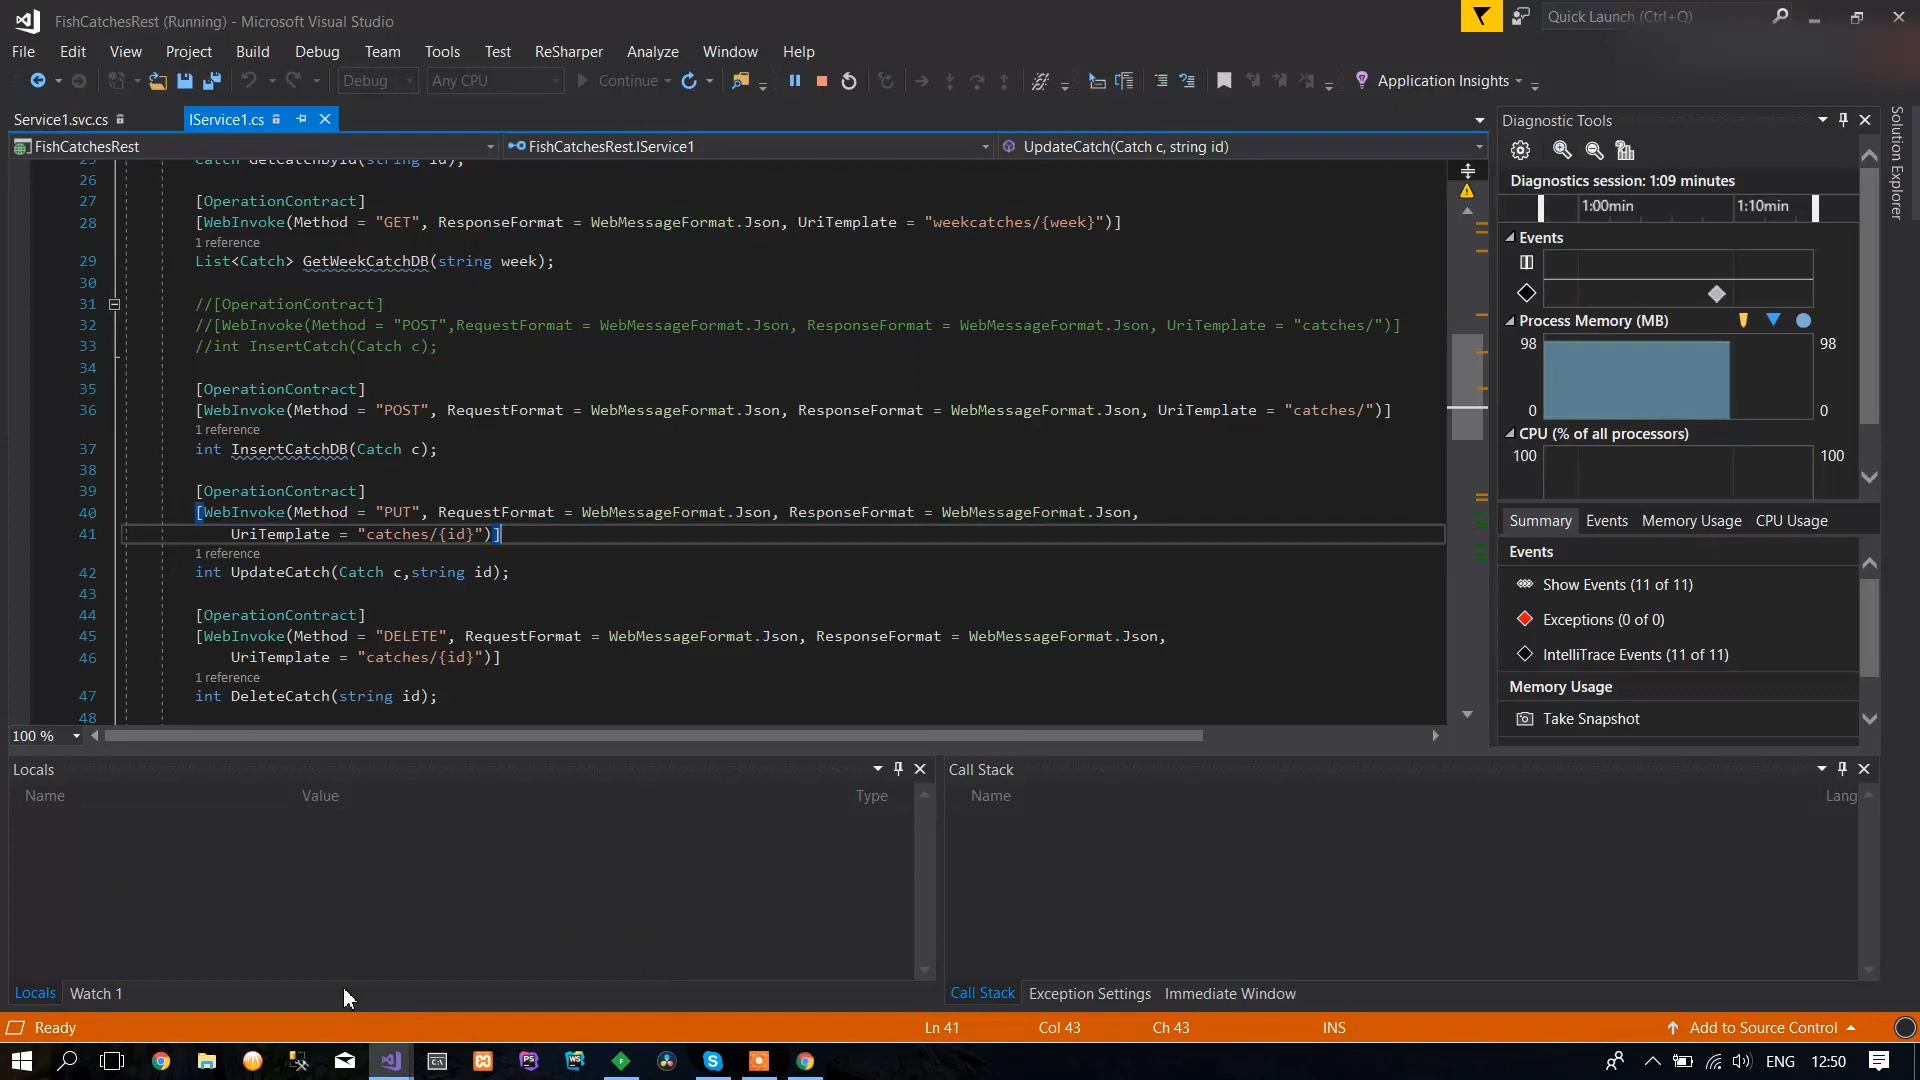 FishCatchesRest (Running) - Microsoft Visual Studio
Quick Launch (Ctrl+Q)
File Edit View Project Build Debug Team Tools Test ReSharper Analyze Window Help
Debug Any CPU Continue Application Insights
Service1.svc.cs IService1.cs
FishCatchesRest FishCatchesRest.IService1 UpdateCatch(Catch c, string id)
25 Catch GetCatchById(string id);
26
27 [OperationContract]
28 [WebInvoke(Method = "GET", ResponseFormat = WebMessageFormat.Json, UriTemplate = "weekcatches/{week}")]
1 reference
29 List<Catch> GetWeekCatchDB(string week);
30
31 //[OperationContract]
32 //[WebInvoke(Method = "POST",RequestFormat = WebMessageFormat.Json, ResponseFormat = WebMessageFormat.Json, UriTemplate = "catches/")]
33 //int InsertCatch(Catch c);
34
35 [OperationContract]
36 [WebInvoke(Method = "POST", RequestFormat = WebMessageFormat.Json, ResponseFormat = WebMessageFormat.Json, UriTemplate = "catches/")]
1 reference
37 int InsertCatchDB(Catch c);
38
39 [OperationContract]
40 [WebInvoke(Method = "PUT", RequestFormat = WebMessageFormat.Json, ResponseFormat = WebMessageFormat.Json,
41 UriTemplate = "catches/{id}")]
1 reference
42 int UpdateCatch(Catch c,string id);
43
44 [OperationContract]
45 [WebInvoke(Method = "DELETE", RequestFormat = WebMessageFormat.Json, ResponseFormat = WebMessageFormat.Json,
46 UriTemplate = "catches/{id}")]
1 reference
47 int DeleteCatch(string id);
48
100 %
Diagnostic Tools
Diagnostics session: 1:09 minutes
1:00min 1:10min
Events
Process Memory (MB)
98 98
0 0
CPU (% of all processors)
100 100
Summary Events Memory Usage CPU Usage
Events
Show Events (11 of 11)
Exceptions (0 of 0)
IntelliTrace Events (11 of 11)
Memory Usage
Take Snapshot
Solution Explorer
Locals
Name Value Type
Locals Watch 1
Call Stack
Name Lang
Call Stack Exception Settings Immediate Window
Ready Ln 41 Col 43 Ch 43 INS Add to Source Control
ENG 12:50